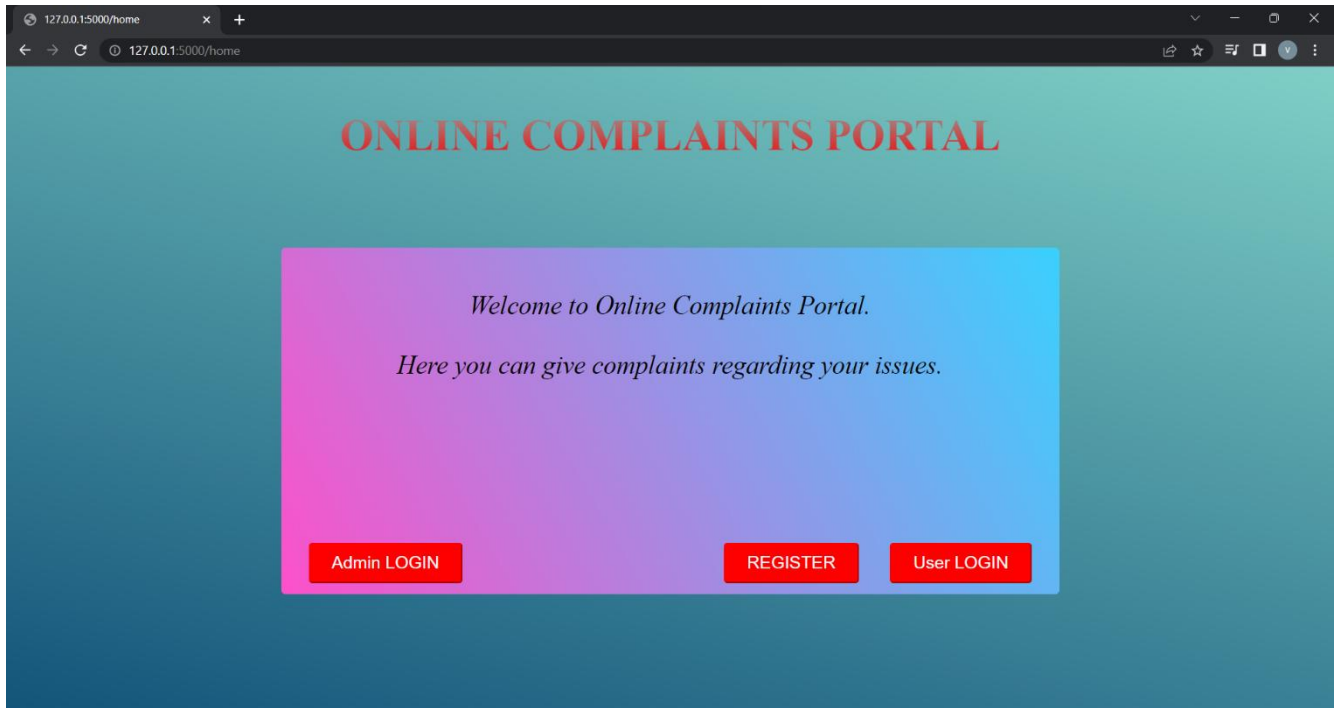 127.0.0.1:5000/home
127.0.0.1:5000/home
V
ONLINE COMPLAINTS PORTAL
Welcome to Online Complaints Portal.
Here you can give complaints regarding your issues.
Admin LOGIN REGISTER User LOGIN